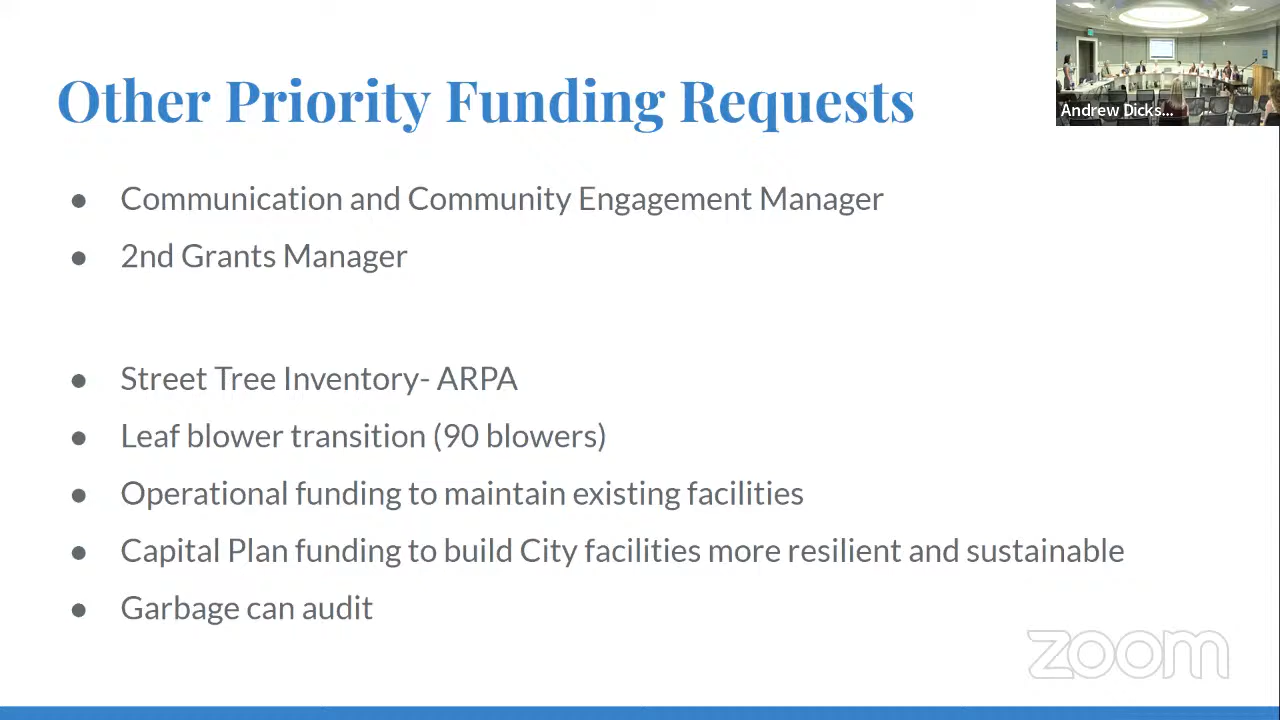 Other Priority Funding Requests
Andrew Dicks...
● Communication and Community Engagement Manager
● 2nd Grants Manager
● Street Tree Inventory- ARPA
● Leaf blower transition (90 blowers)
● Operational funding to maintain existing facilities
● Capital Plan funding to build City facilities more resilient and sustainable
● Garbage can audit
zoom